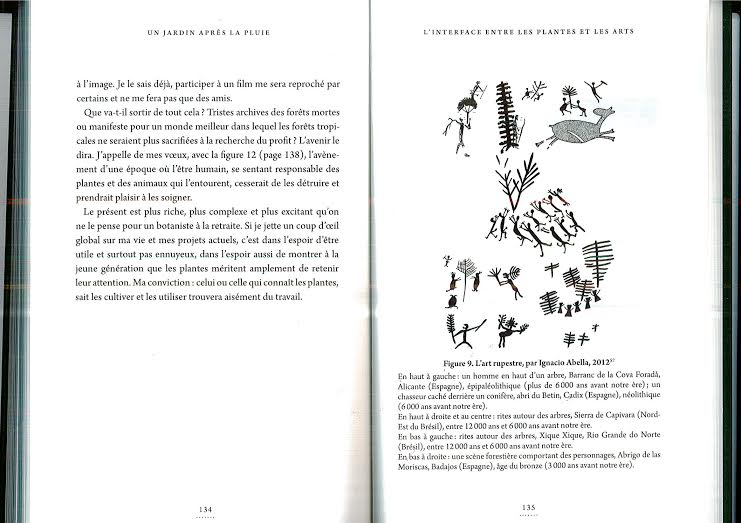 UN JARDIN APRÈS LA PLUIE
à l'image. Je le sais déjà, participer à un film me sera reproché par
certains et ne me fera pas que des amis.
Que va-t-il sortir de tout cela ? Tristes archives des forêts mortes
ou manifeste pour un monde meilleur dans lequel les forêts tropi-
cales ne seraient plus sacrifiées à la recherche du profit ? L'avenir le
dira. J'appelle de mes vœux, avec la figure 12 (page 138), l'avène-
ment d'une époque où l'être humain, se sentant responsable des
plantes et des animaux qui l'entourent, cesserait de les détruire et
prendrait plaisir à les soigner.
Le présent est plus riche, plus complexe et plus excitant qu'on
ne le pense pour un botaniste à la retraite. Si je jette un coup d'œil
global sur ma vie et mes projets actuels, c'est dans l'espoir d'être
utile et surtout pas ennuyeux, dans l'espoir aussi de montrer à la
jeune génération que les plantes méritent amplement de retenir
leur attention. Ma conviction : celui ou celle qui connaît les plantes,
sait les cultiver et les utiliser trouvera aisément du travail.
134
L'INTERFACE ENTRE LES PLANTES ET LES ARTS
Figure 9. L'art rupestre, par Ignacio Abella, 2012³⁷
En haut à gauche : un homme en haut d'un arbre, Barranc de la Cova Foradà,
Alicante (Espagne), épipaléolithique (plus de 6 000 ans avant notre ère) ; un
chasseur caché derrière un conifère, abri du Betin, Cadix (Espagne), néolithique
(6 000 ans avant notre ère).
En haut à droite et au centre : rites autour des arbres, Sierra de Capivara (Nord-
Est du Brésil), entre 12 000 ans et 6 000 ans avant notre ère.
En bas à gauche : rites autour des arbres, Xique Xique, Rio Grande do Norte
(Brésil), entre 12 000 ans et 6 000 ans avant notre ère.
En bas à droite : une scène forestière comportant des personnages, Abrigo de las
Moriscas, Badajos (Espagne), âge du bronze (3 000 ans avant notre ère).
135